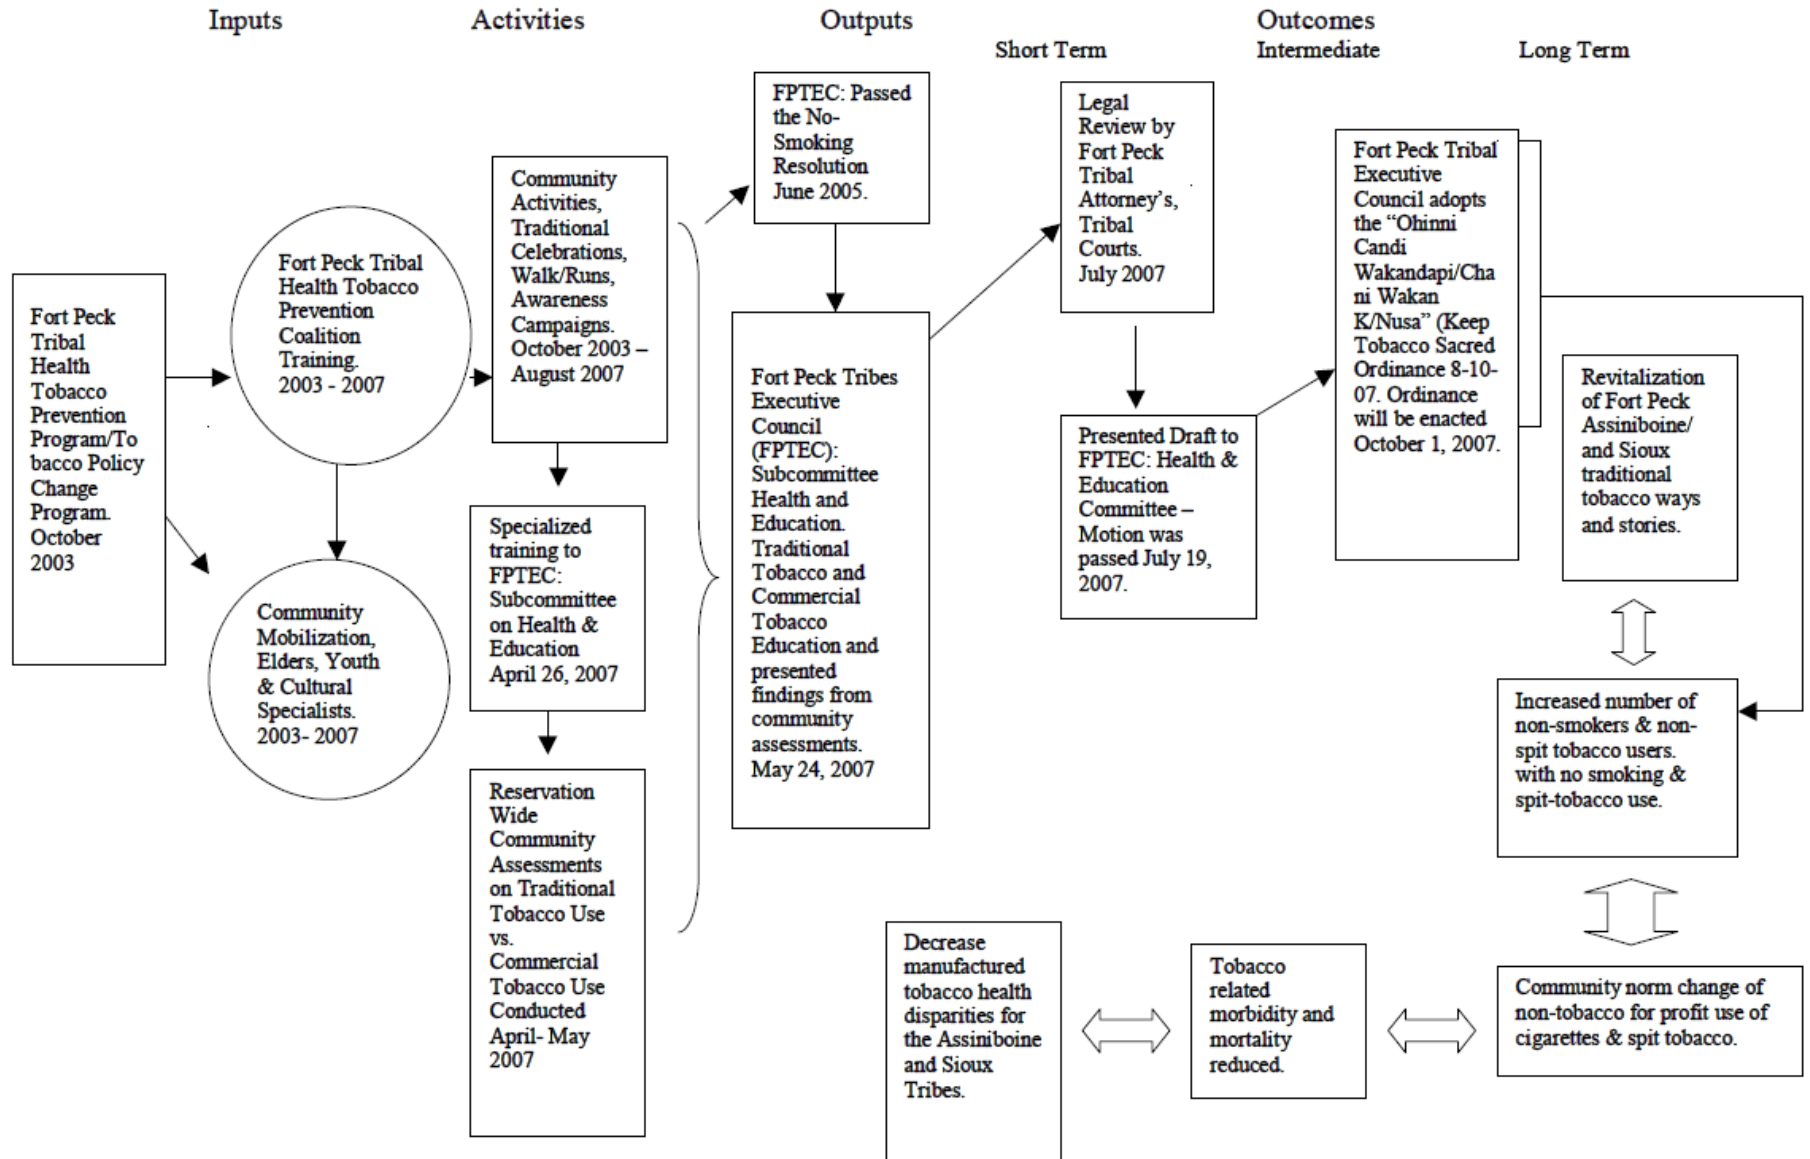 Inputs
Activities
Outputs
Outcomes
Short Term
Intermediate
Long Term
Fort Peck
Tribal
Health
Tobacco
Prevention
Program/To
bacco Policy
Change
Program.
October
2003
Fort Peck Tribal
Health Tobacco
Prevention
Coalition
Training.
2003 - 2007
Community
Mobilization,
Elders, Youth
& Cultural
Specialists.
2003- 2007
Community
Activities,
Traditional
Celebrations,
Walk/Runs,
Awareness
Campaigns.
October 2003 –
August 2007
Specialized
training to
FPTEC:
Subcommittee
on Health &
Education
April 26, 2007
Reservation
Wide
Community
Assessments
on Traditional
Tobacco Use
vs.
Commercial
Tobacco Use
Conducted
April- May
2007
FPTEC: Passed
the No-
Smoking
Resolution
June 2005.
Fort Peck Tribes
Executive
Council
(FPTEC):
Subcommittee
Health and
Education.
Traditional
Tobacco and
Commercial
Tobacco
Education and
presented
findings from
community
assessments.
May 24, 2007
Legal
Review by
Fort Peck
Tribal
Attorney’s,
Tribal
Courts.
July 2007
Presented Draft to
FPTEC: Health &
Education
Committee –
Motion was
passed July 19,
2007.
Fort Peck Tribal
Executive
Council adopts
the “Ohinni
Candi
Wakandapi/Cha
ni Wakan
K/Nusa” (Keep
Tobacco Sacred
Ordinance 8-10-
07. Ordinance
will be enacted
October 1, 2007.
Revitalization
of Fort Peck
Assiniboine/
and Sioux
traditional
tobacco ways
and stories.
Increased number of
non-smokers & non-
spit tobacco users.
with no smoking &
spit-tobacco use.
Community norm change of
non-tobacco for profit use of
cigarettes & spit tobacco.
Tobacco
related
morbidity and
mortality
reduced.
Decrease
manufactured
tobacco health
disparities for
the Assiniboine
and Sioux
Tribes.